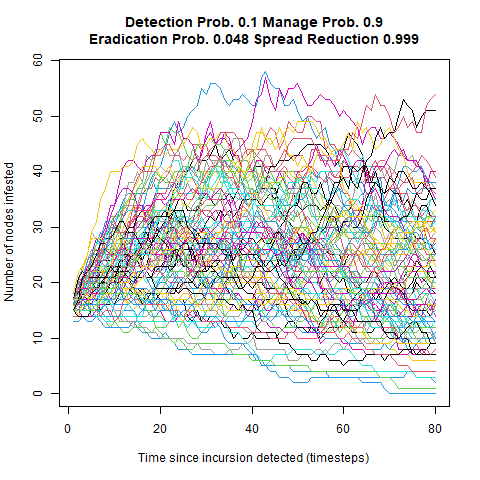 Detection Prob. 0.1 Manage Prob. 0.9
Eradication Prob. 0.048 Spread Reduction 0.999
Number of nodes infested
60
50
40
30
20
10
0
0 20 40 60 80
Time since incursion detected (timesteps)